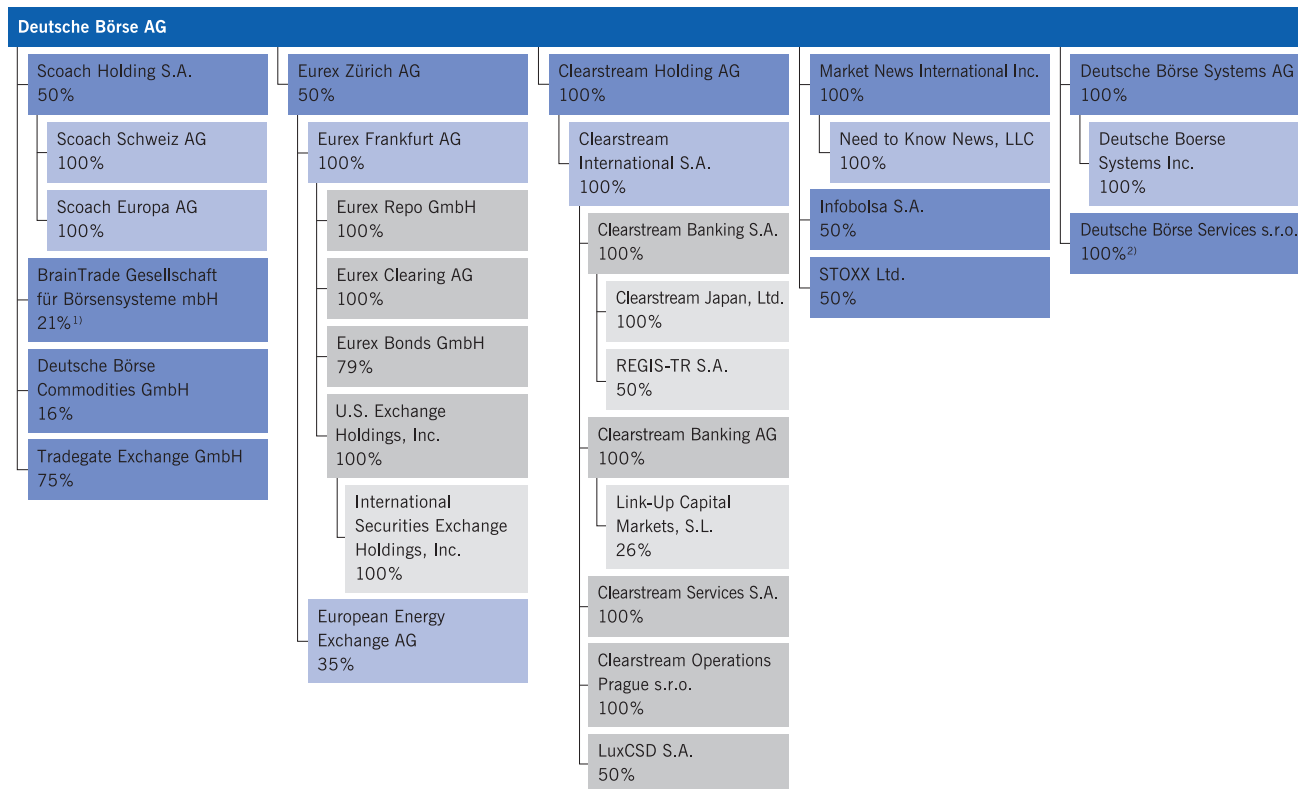 Deutsche Börse AG
Scoach Holding S.A.
50%
Scoach Schweiz AG
100%
Scoach Europa AG
100%
BrainTrade Gesellschaft
für Börsensysteme mbH
21%1)
Deutsche Börse
Commodities GmbH
16%
Tradegate Exchange GmbH
75%
Eurex Zürich AG
50%
Eurex Frankfurt AG
100%
Eurex Repo GmbH
100%
Eurex Clearing AG
100%
Eurex Bonds GmbH
79%
U.S. Exchange
Holdings, Inc.
100%
International
Securities Exchange
Holdings, Inc.
100%
European Energy
Exchange AG
35%
Clearstream Holding AG
100%
Clearstream
International S.A.
100%
Clearstream Banking S.A.
100%
Clearstream Japan, Ltd.
100%
REGIS-TR S.A.
50%
Clearstream Banking AG
100%
Link-Up Capital
Markets, S.L.
26%
Clearstream Services S.A.
100%
Clearstream Operations
Prague s.r.o.
100%
LuxCSD S.A.
50%
Market News International Inc.
100%
Need to Know News, LLC
100%
Infobolsa S.A.
50%
STOXX Ltd.
50%
Deutsche Börse Systems AG
100%
Deutsche Boerse
Systems Inc.
100%
Deutsche Börse Services s.r.o.
100%2)